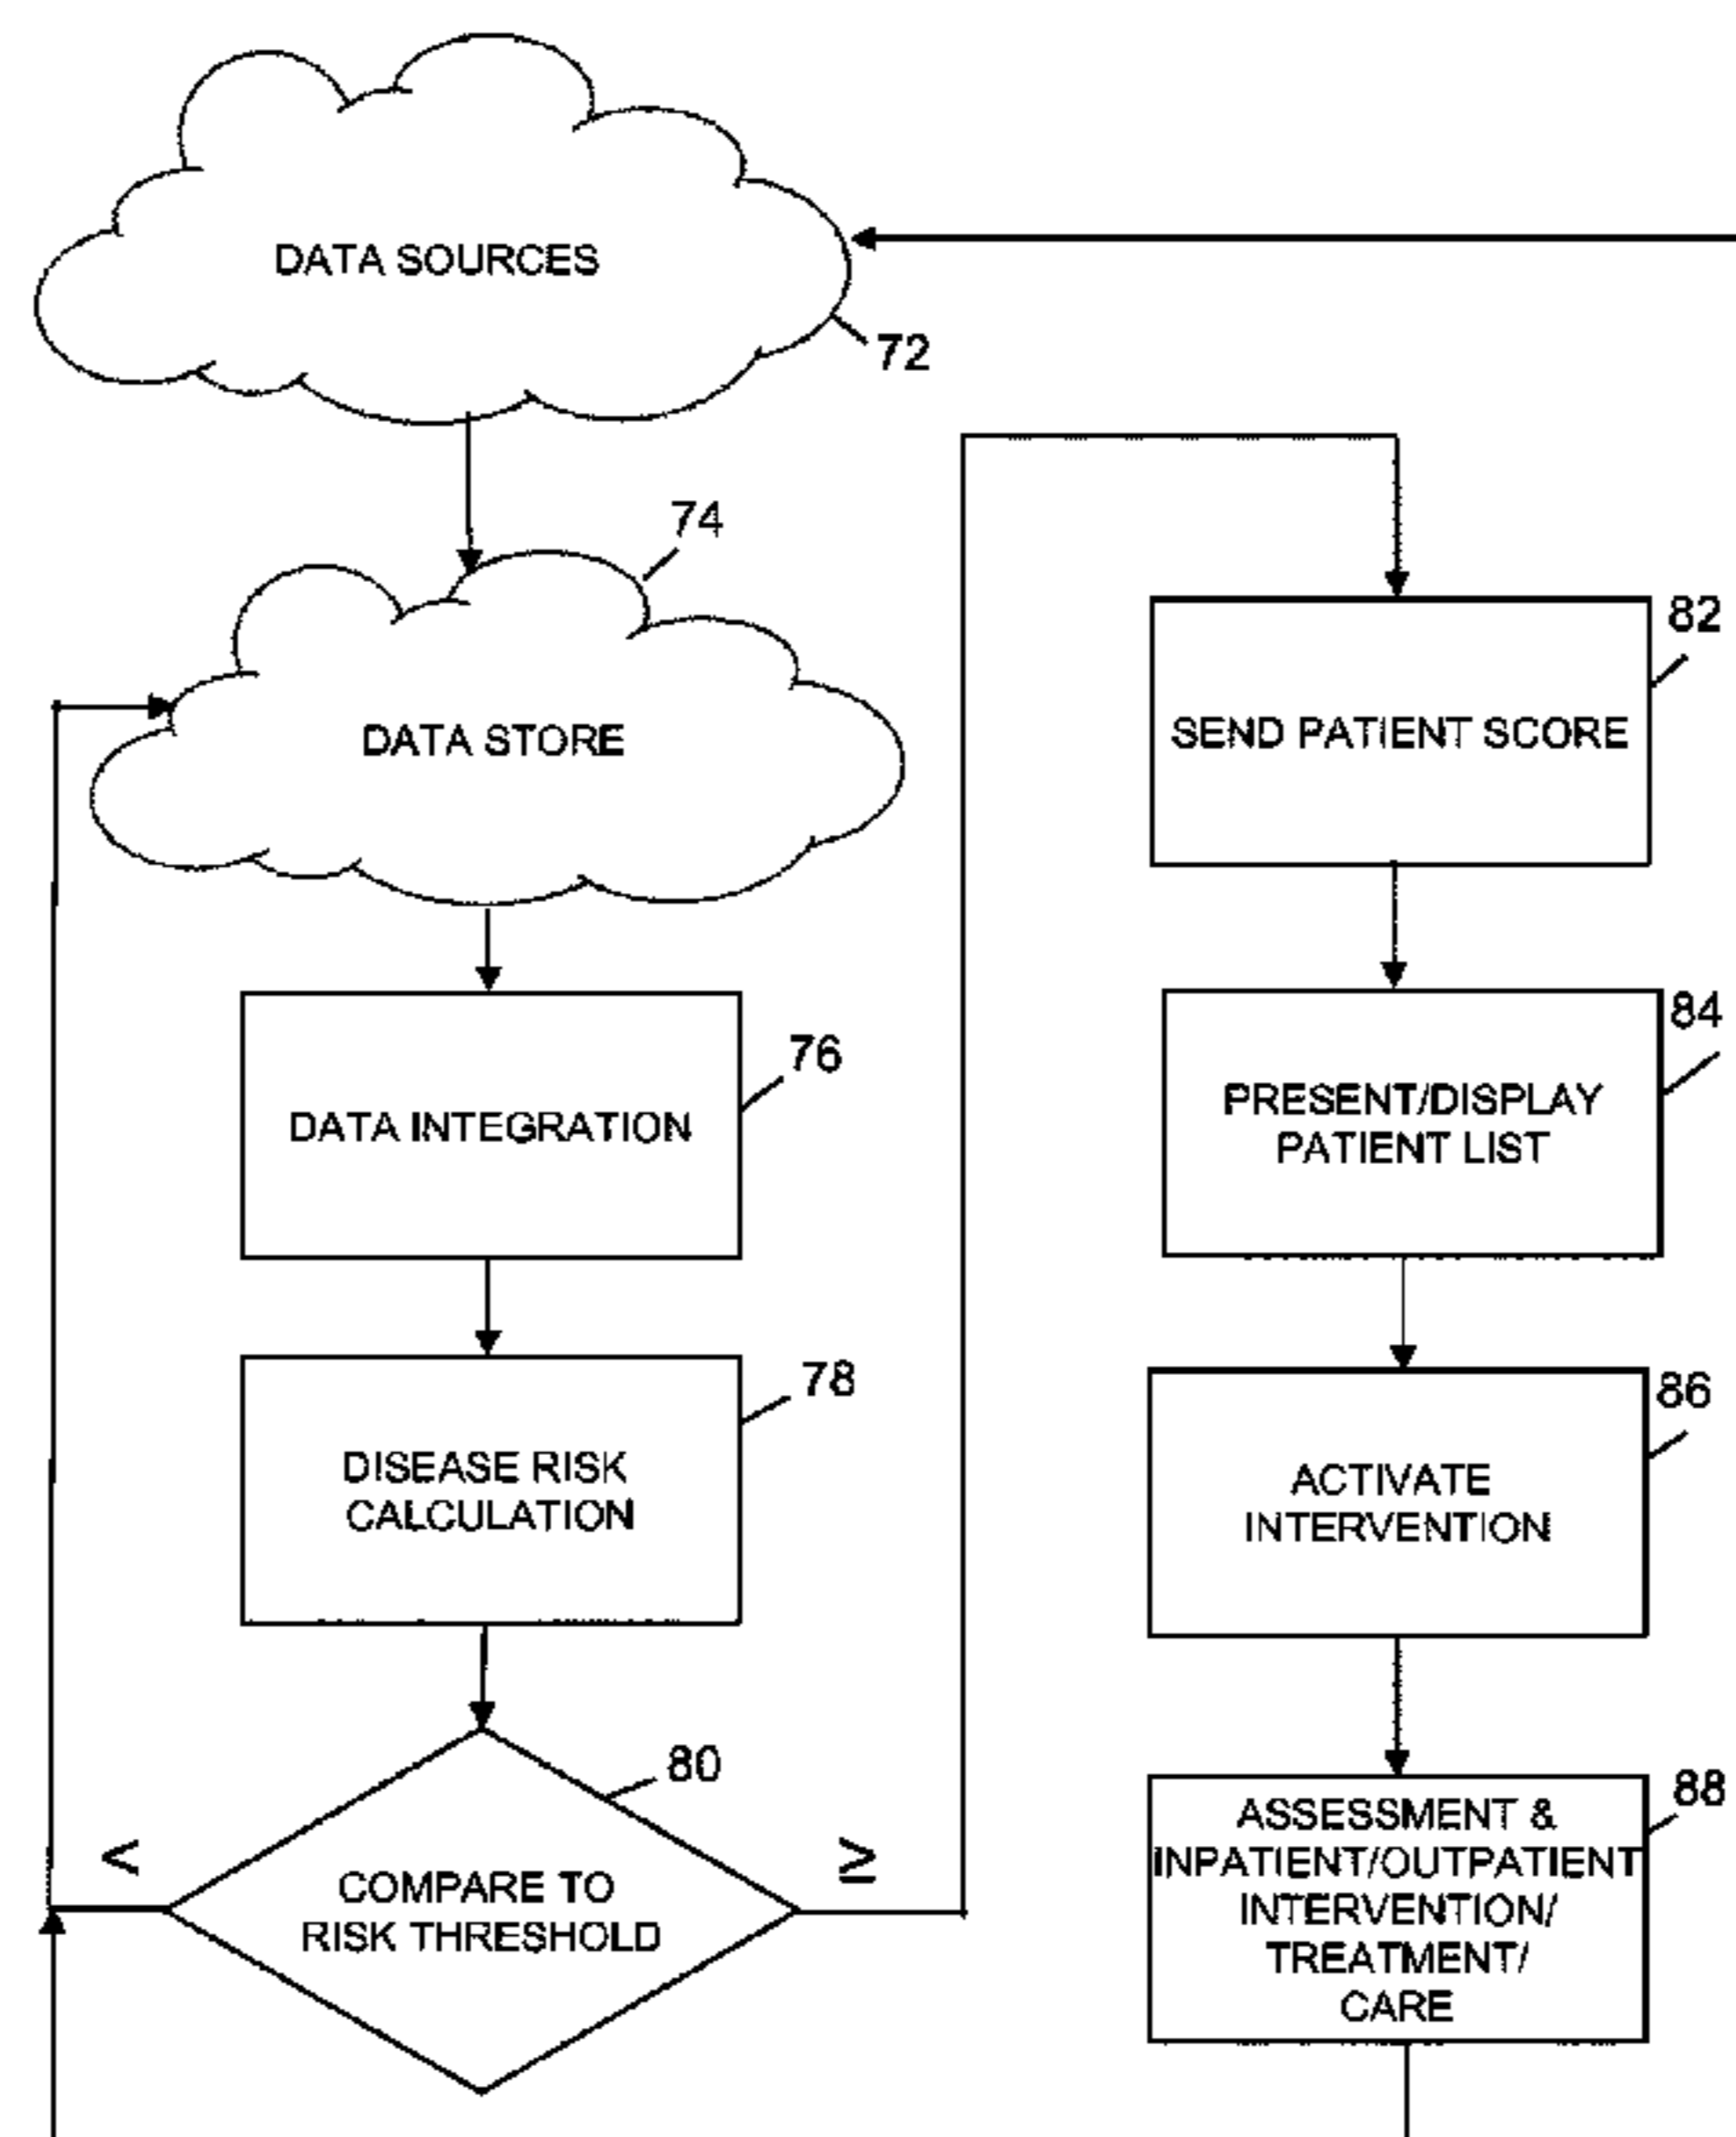 DATA SOURCES
72
74
DATA STORE
76
DATA INTEGRATION
78
DISEASE RISK
CALCULATION
80
<
≥
COMPARE TO
RISK THRESHOLD
82
SEND PATIENT SCORE
84
PRESENT/DISPLAY
PATIENT LIST
86
ACTIVATE
INTERVENTION
88
ASSESSMENT &
INPATIENT/OUTPATIENT
INTERVENTION/
TREATMENT/
CARE